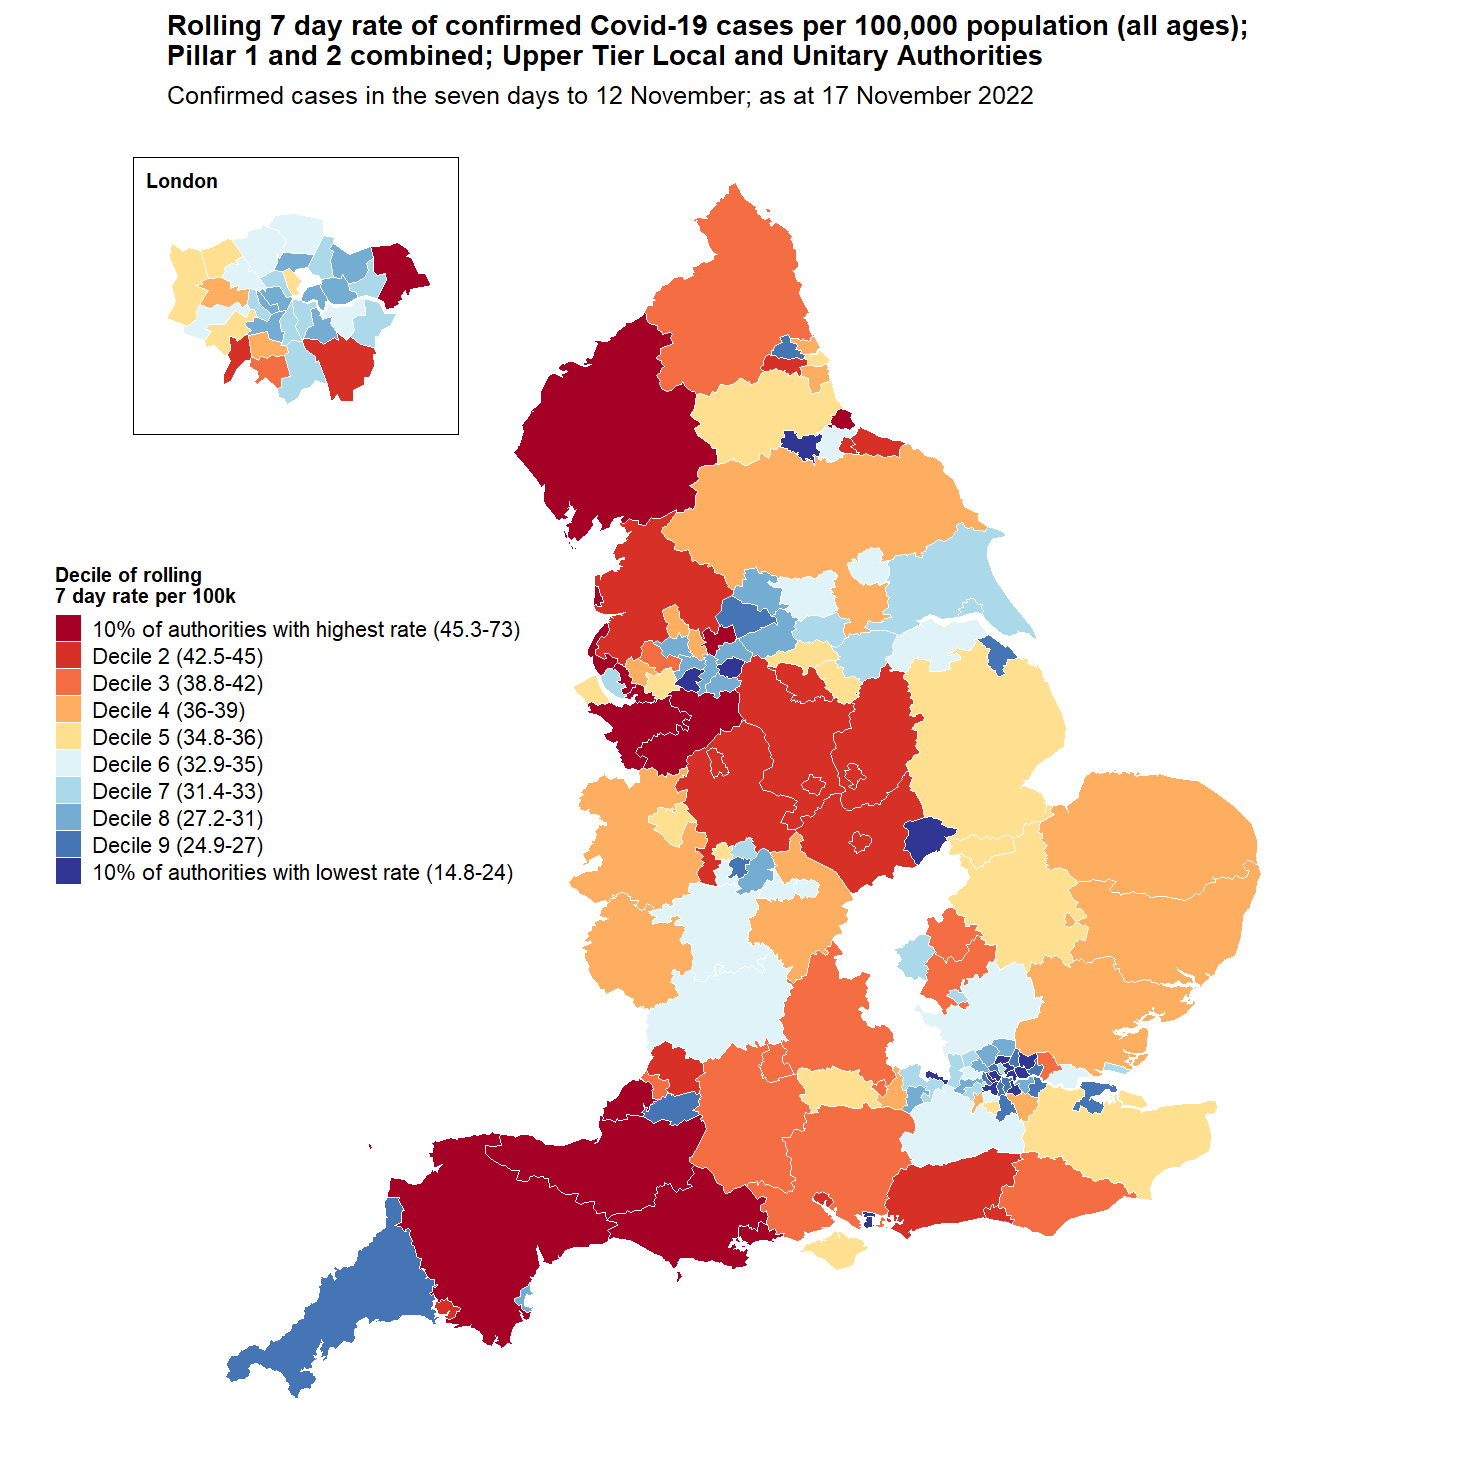 Rolling 7 day rate of confirmed Covid-19 cases per 100,000 population (all ages);
Pillar 1 and 2 combined; Upper Tier Local and Unitary Authorities
Confirmed cases in the seven days to 12 November; as at 17 November 2022
London
Decile of rolling
7 day rate per 100k
10% of authorities with highest rate (45.3-73)
Decile 2 (42.5-45)
Decile 3 (38.8-42)
Decile 4 (36-39)
Decile 5 (34.8-36)
Decile 6 (32.9-35)
Decile 7 (31.4-33)
Decile 8 (27.2-31)
Decile 9 (24.9-27)
10% of authorities with lowest rate (14.8-24)